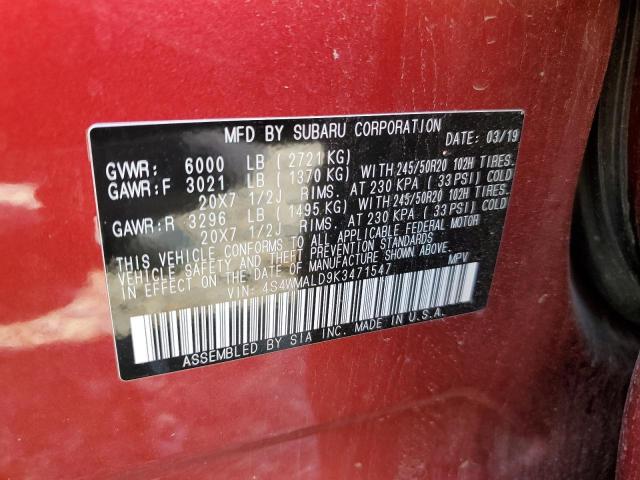 MFD BY SUBARU CORPORATION DATE: 03/19
GVWR: 6000 LB (2721KG)
GAWR:F 3021 LB (1370KG) WITH 245/50R20 102H TIRES.
20X7 1/2J RIMS. AT 230 KPA (33 PSI) COLD
GAWR:R 3296 LB (1495KG) WITH 245/50R20 102H TIRES.
20X7 1/2J RIMS. AT 230 KPA (33 PSI) COLD
THIS VEHICLE CONFORMS TO ALL APPLICABLE FEDERAL MOTOR
VEHICLE SAFETY AND THEFT PREVENTION STANDARDS
IN EFFECT ON THE DATE OF MANUFACTURE SHOWN ABOVE.
VIN: 4S4WMALD9K3471547 MPV
ASSEMBLED BY SIA INC. MADE IN U.S.A.